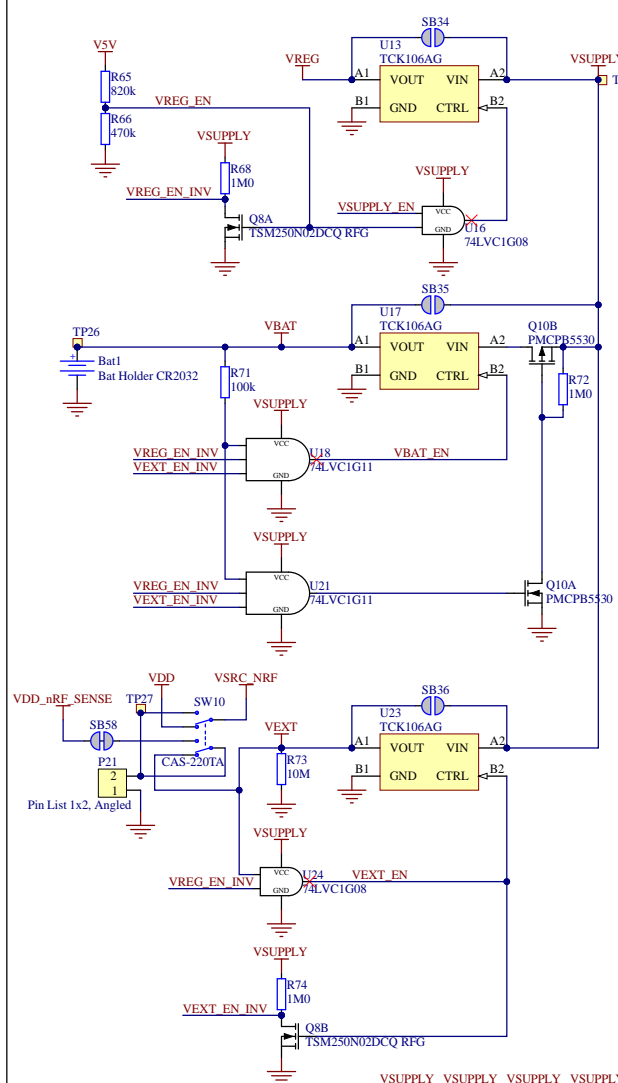 SB34
V5V
VREG
U13
TCK106AG
VSUPPLY
A1
VOUT
VIN
A2
T
R65
820k
VREG_EN
B1
GND
CTRL
B2
R66
470k
VSUPPLY
VSUPPLY
R68
1M0
VREG_EN_INV
VSUPPLY_EN
VCC
GND
Q8A
TSM250N02DCQ RFG
U16
74LVC1G08
SB35
TP26
VBAT
U17
TCK106AG
Q10B
PMCPB5530
A1
VOUT
VIN
A2
Bat1
Bat Holder CR2032
R71
100k
B1
GND
CTRL
B2
R72
1M0
VSUPPLY
VCC
VREG_EN_INV
VEXT_EN_INV
GND
U18
74LVC1G11
VBAT_EN
VSUPPLY
VCC
VREG_EN_INV
VEXT_EN_INV
GND
U21
74LVC1G11
Q10A
PMCPB5530
VDD
VSRC_NRF
VDD_nRF_SENSE
TP27
SW10
SB36
SB58
VEXT
U23
TCK106AG
A1
VOUT
VIN
A2
P21
CAS-220TA
2
1
R73
10M
B1
GND
CTRL
B2
Pin List 1x2, Angled
VSUPPLY
VCC
VREG_EN_INV
GND
U24
74LVC1G08
VEXT_EN
VSUPPLY
R74
1M0
VEXT_EN_INV
Q8B
TSM250N02DCQ RFG
VSUPPLY VSUPPLY VSUPPLY VSUPPLY